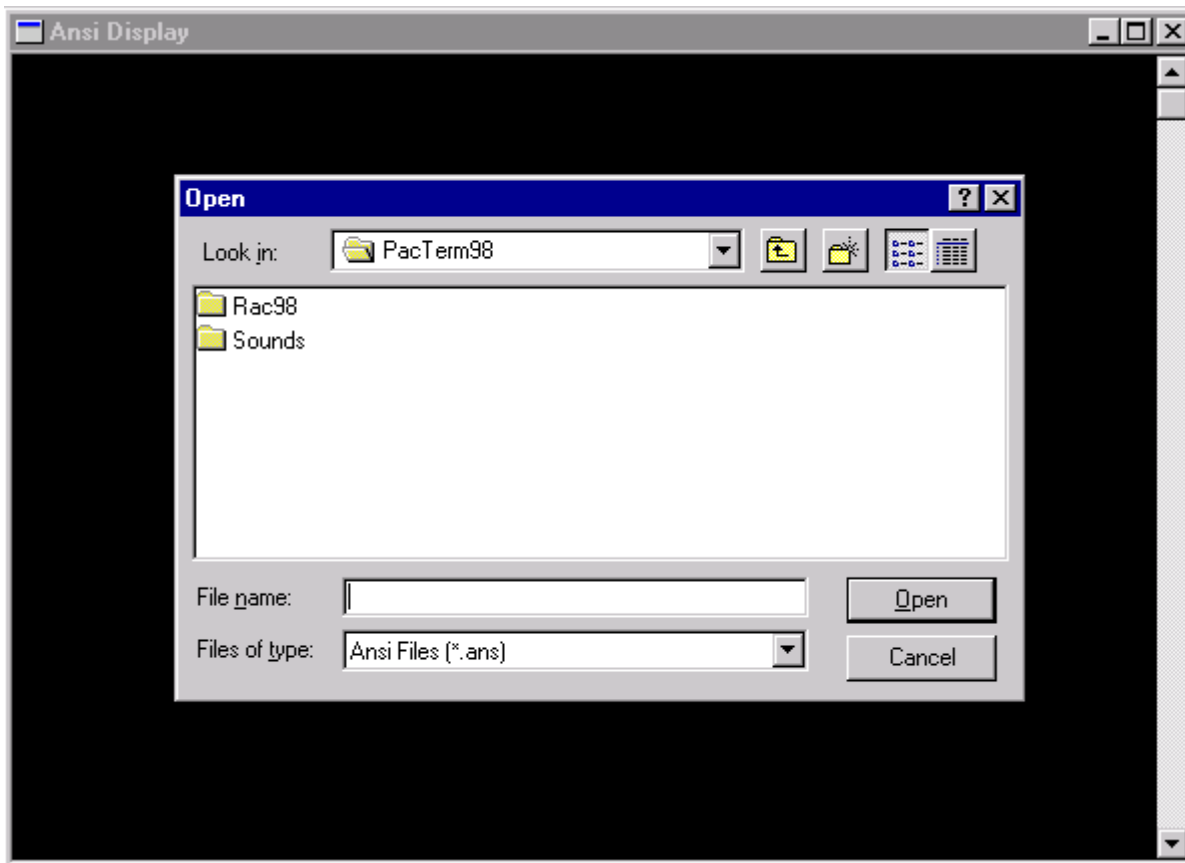 Ansi Display
Open
Look in: PacTerm98
Rac98
Sounds
File name: Open
Files of type: Ansi Files (*.ans) Cancel